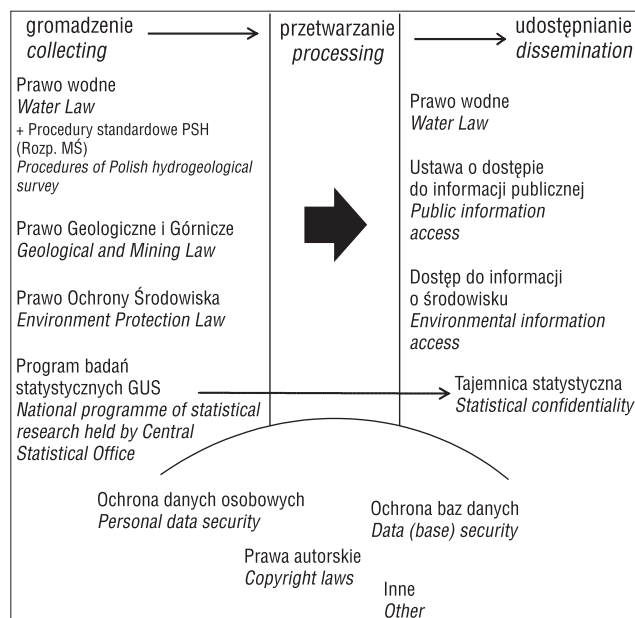 gromadzenie
collecting
przetwarzanie
processing
udostępnianie
dissemination
Prawo wodne
Water Law
+ Procedury standardowe PSH
(Rozp. MŚ)
Procedures of Polish hydrogeological
survey
Prawo Geologiczne i Górnicze
Geological and Mining Law
Prawo Ochrony Środowiska
Environment Protection Law
Program badań
statystycznych GUS
National programme of statistical
research held by Central
Statistical Office
Prawo wodne
Water Law
Ustawa o dostępie
do informacji publicznej
Public information
access
Dostęp do informacji
o środowisku
Environmental information
access
Tajemnica statystyczna
Statistical confidentiality
Ochrona danych osobowych
Personal data security
Ochrona baz danych
Data (base) security
Prawa autorskie
Copyright laws
Inne
Other